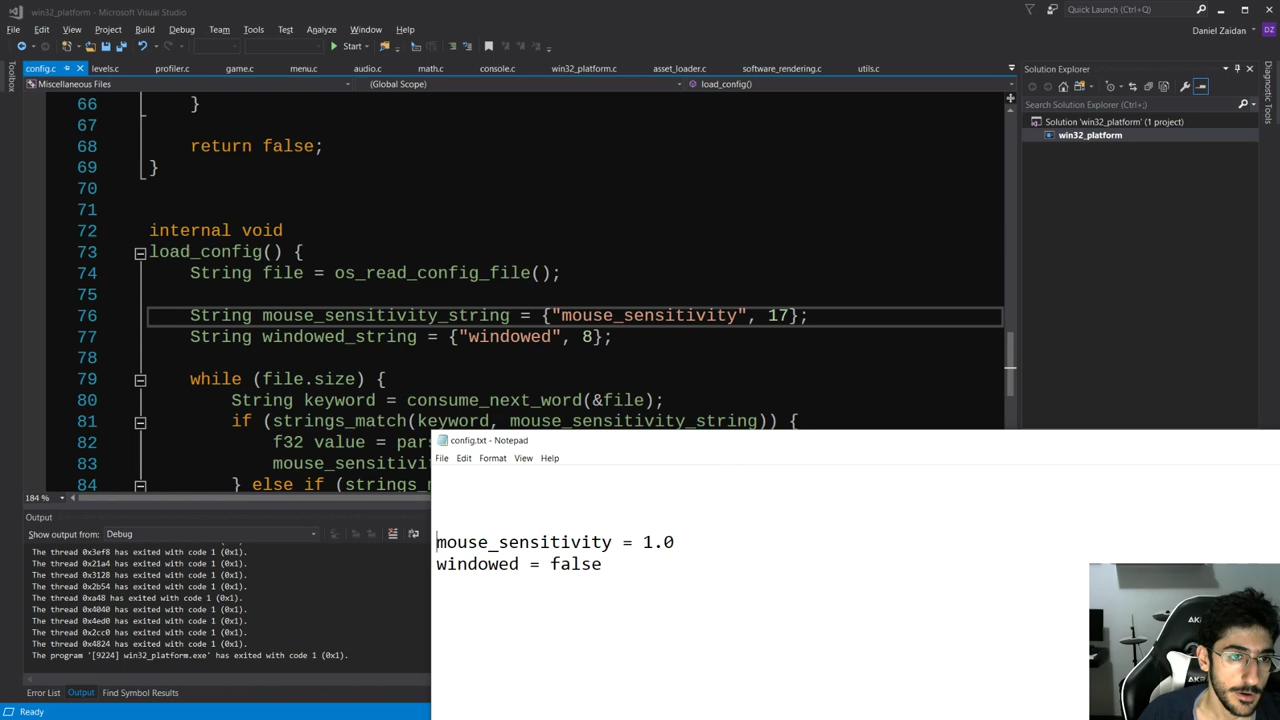 win32_platform - Microsoft Visual Studio
Quick Launch (Ctrl+Q)
File Edit View Project Build Debug Team Tools Test Analyze Window Help
Daniel Zaidan DZ
Start
config.c levels.c profiler.c game.c menu.c audio.c math.c console.c win32_platform.c asset_loader.c software_rendering.c utils.c
Miscellaneous Files (Global Scope) load_config()
Toolbox
66 }
67
68 return false;
69 }
70
71
72 internal void
73 load_config() {
74 String file = os_read_config_file();
75
76 String mouse_sensitivity_string = {"mouse_sensitivity", 17};
77 String windowed_string = {"windowed", 8};
78
79 while (file.size) {
80 String keyword = consume_next_word(&file);
81 if (strings_match(keyword, mouse_sensitivity_string)) {
82 f32 value = pars
83 mouse_sensitivi
84 } else if (strings_m
184 %
Solution Explorer
Search Solution Explorer (Ctrl+;)
Solution 'win32_platform' (1 project)
win32_platform
Diagnostic Tools
Output
Show output from: Debug
The thread 0x3ef8 has exited with code 1 (0x1).
The thread 0x21a4 has exited with code 1 (0x1).
The thread 0x3128 has exited with code 1 (0x1).
The thread 0x2b54 has exited with code 1 (0x1).
The thread 0xa48 has exited with code 1 (0x1).
The thread 0x4040 has exited with code 1 (0x1).
The thread 0x4ed0 has exited with code 1 (0x1).
The thread 0x2cc0 has exited with code 1 (0x1).
The thread 0x4824 has exited with code 1 (0x1).
The program '[9224] win32_platform.exe' has exited with code 1 (0x1).
Error List Output Find Symbol Results
Ready
config.txt - Notepad
File Edit Format View Help
mouse_sensitivity = 1.0
windowed = false